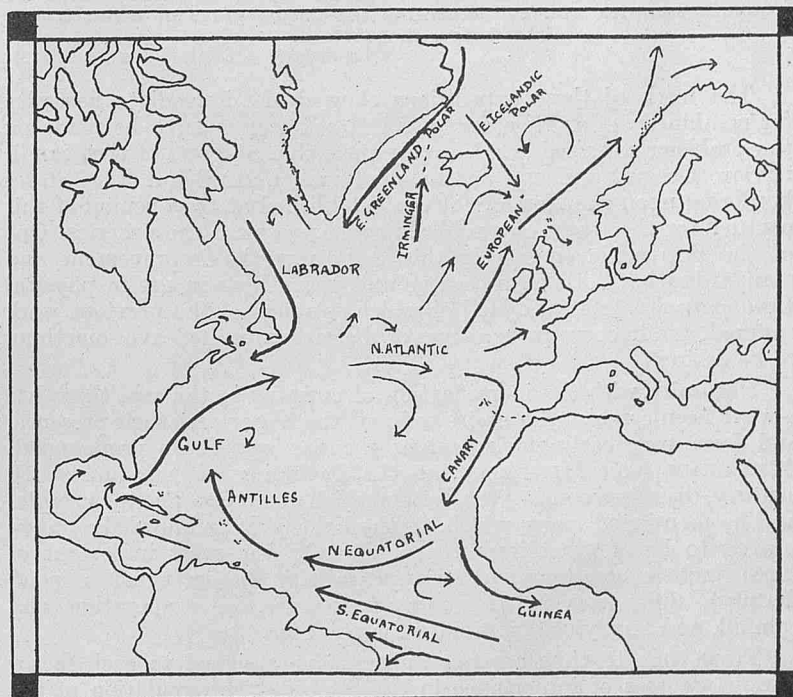 E. ICELANDIC
POLAR
E. GREENLAND POLAR
IRMINGER
EUROPEAN
LABRADOR
N. ATLANTIC
GULF
CANARY
ANTILLES
N. EQUATORIAL
GUINEA
S. EQUATORIAL